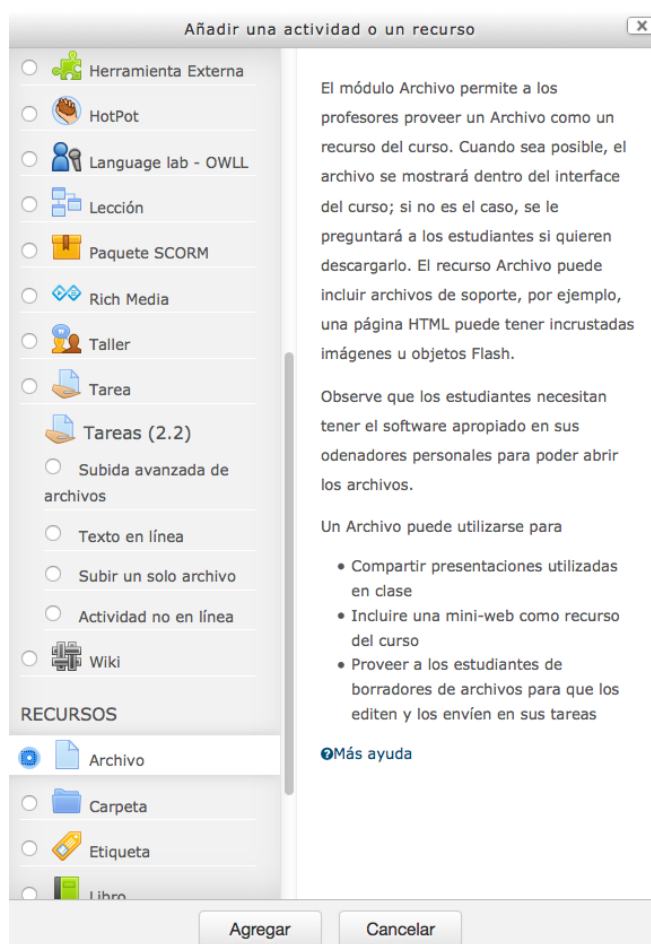 Añadir una actividad o un recurso
Herramienta Externa
HotPot
Language lab - OWLL
Lección
Paquete SCORM
Rich Media
Taller
Tarea
Tareas (2.2)
Subida avanzada de
archivos
Texto en línea
Subir un solo archivo
Actividad no en línea
Wiki
RECURSOS
Archivo
Carpeta
Etiqueta
Libro
El módulo Archivo permite a los
profesores proveer un Archivo como un
recurso del curso. Cuando sea posible, el
archivo se mostrará dentro del interface
del curso; si no es el caso, se le
preguntará a los estudiantes si quieren
descargarlo. El recurso Archivo puede
incluir archivos de soporte, por ejemplo,
una página HTML puede tener incrustadas
imágenes u objetos Flash.
Observe que los estudiantes necesitan
tener el software apropiado en sus
odenadores personales para poder abrir
los archivos.
Un Archivo puede utilizarse para
• Compartir presentaciones utilizadas
en clase
• Incluire una mini-web como recurso
del curso
• Proveer a los estudiantes de
borradores de archivos para que los
editen y los envíen en sus tareas
Más ayuda
Agregar
Cancelar